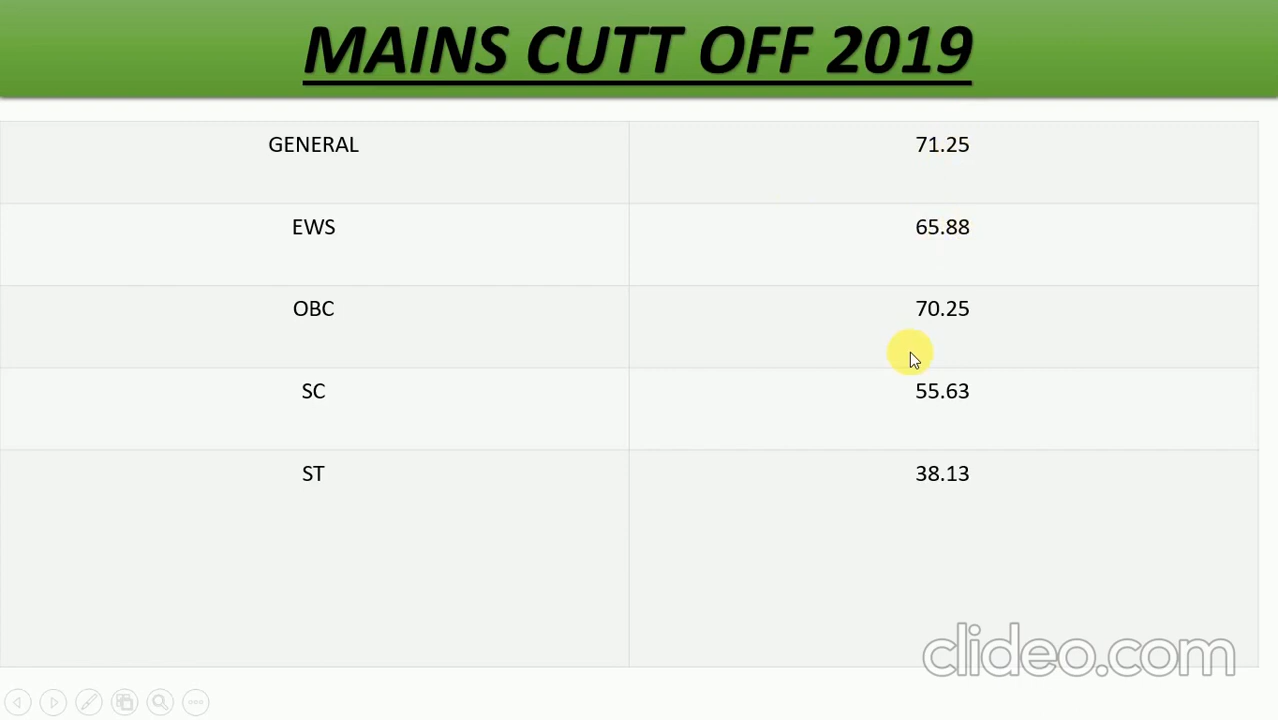 MAINS CUTT OFF 2019
GENERAL 71.25
EWS 65.88
OBC 70.25
SC 55.63
ST 38.13
clideo.com